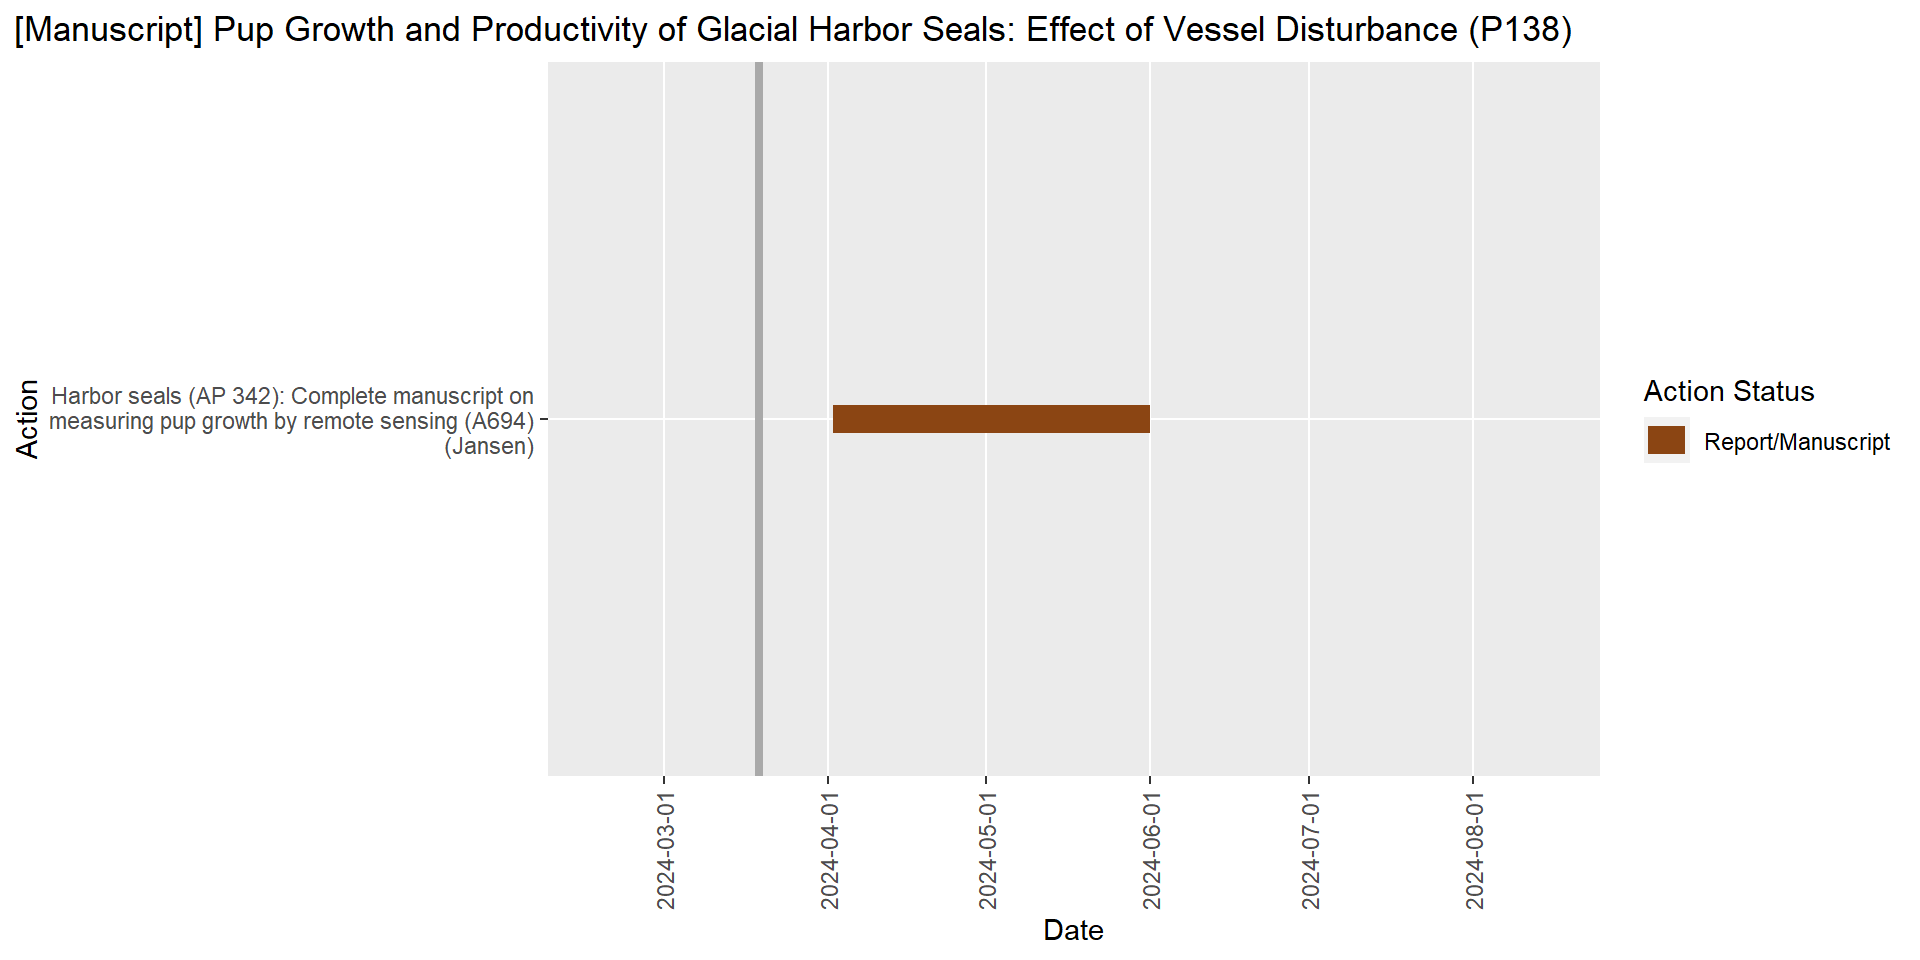 [Manuscript] Pup Growth and Productivity of Glacial Harbor Seals: Effect of Vessel Disturbance (P138)
Action
Harbor seals (AP 342): Complete manuscript on
measuring pup growth by remote sensing (A694)
(Jansen)
Action Status
Report/Manuscript
2024-03-01
2024-04-01
2024-05-01
2024-06-01
2024-07-01
2024-08-01
Date